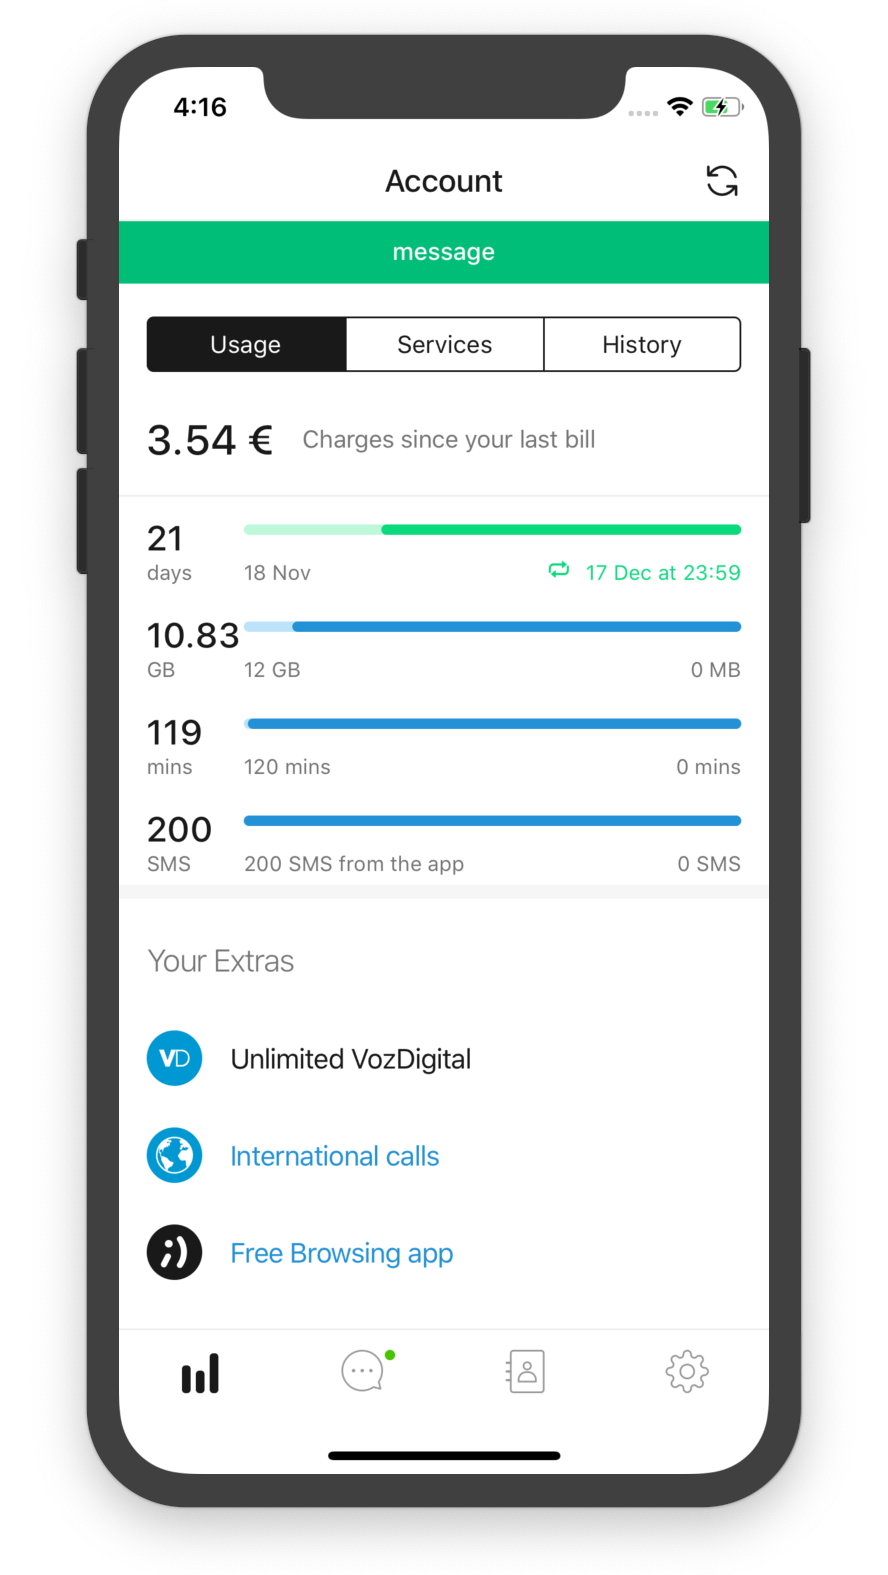 4:16
Account
message
Usage Services History
3.54 € Charges since your last bill
21
days 18 Nov 17 Dec at 23:59
10.83
GB 12 GB 0 MB
119
mins 120 mins 0 mins
200
SMS 200 SMS from the app 0 SMS
Your Extras
VD Unlimited VozDigital
International calls
Free Browsing app